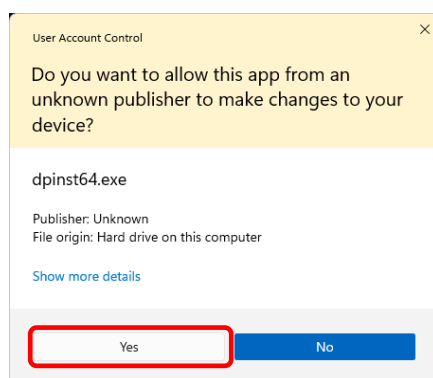 User Account Control
Do you want to allow this app from an
unknown publisher to make changes to your
device?
dpinst64.exe
Publisher: Unknown
File origin: Hard drive on this computer
Show more details
Yes
No